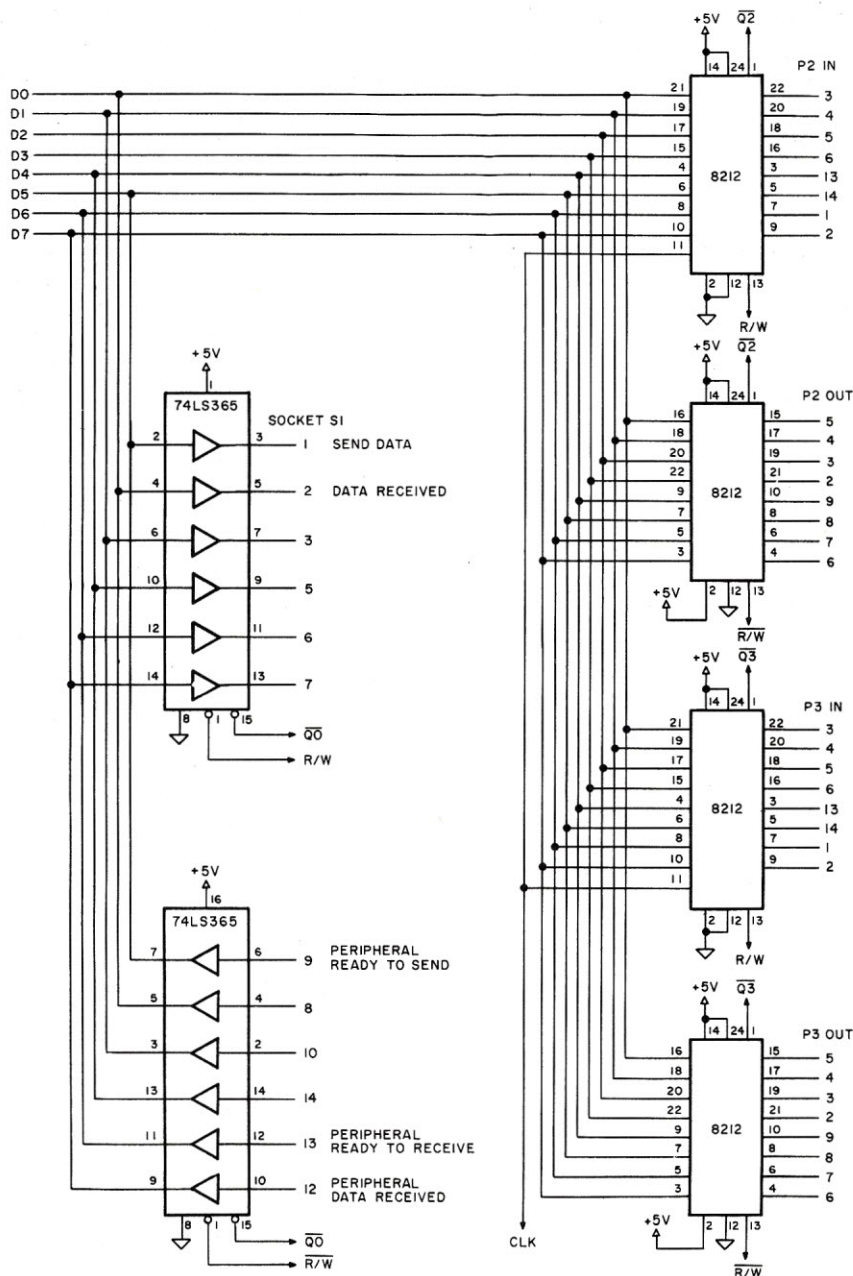 +5V Q2
14 24 1 P2 IN
D0 21 22 3
D1 19 20 4
D2 17 18 5
D3 15 16 6
D4 4 3 13
D5 6 8212 5 14
D6 8 7 1
D7 10 9 2
11
2 12 13
R/W
+5V Q2
14 24 1 P2 OUT
16 15 5
18 17 4
20 19 3
22 21 2
9 8212 10 9
7 8 8
5 6 7
3 4 6
+5V 2 12 13
R/W
+5V Q3
14 24 1 P3 IN
21 22 3
19 20 4
17 18 5
15 16 6
4 3 13
6 8212 5 14
8 7 1
10 9 2
11
2 12 13
R/W
+5V Q3
14 24 1 P3 OUT
16 15 5
18 17 4
20 19 3
22 21 2
9 8212 10 9
7 8 8
5 6 7
3 4 6
+5V 2 12 13
R/W
CLK
+5V
1
74LS365
SOCKET S1
2 3 1 SEND DATA
4 5 2 DATA RECEIVED
6 7 3
10 9 5
12 11 6
14 13 7
8 1 15
Q0
R/W
+5V
16
74LS365
7 6 9 PERIPHERAL
READY TO SEND
5 4 8
3 2 10
13 14 14
11 12 13 PERIPHERAL
READY TO RECEIVE
9 10 12 PERIPHERAL
DATA RECEIVED
8 1 15
Q0
R/W